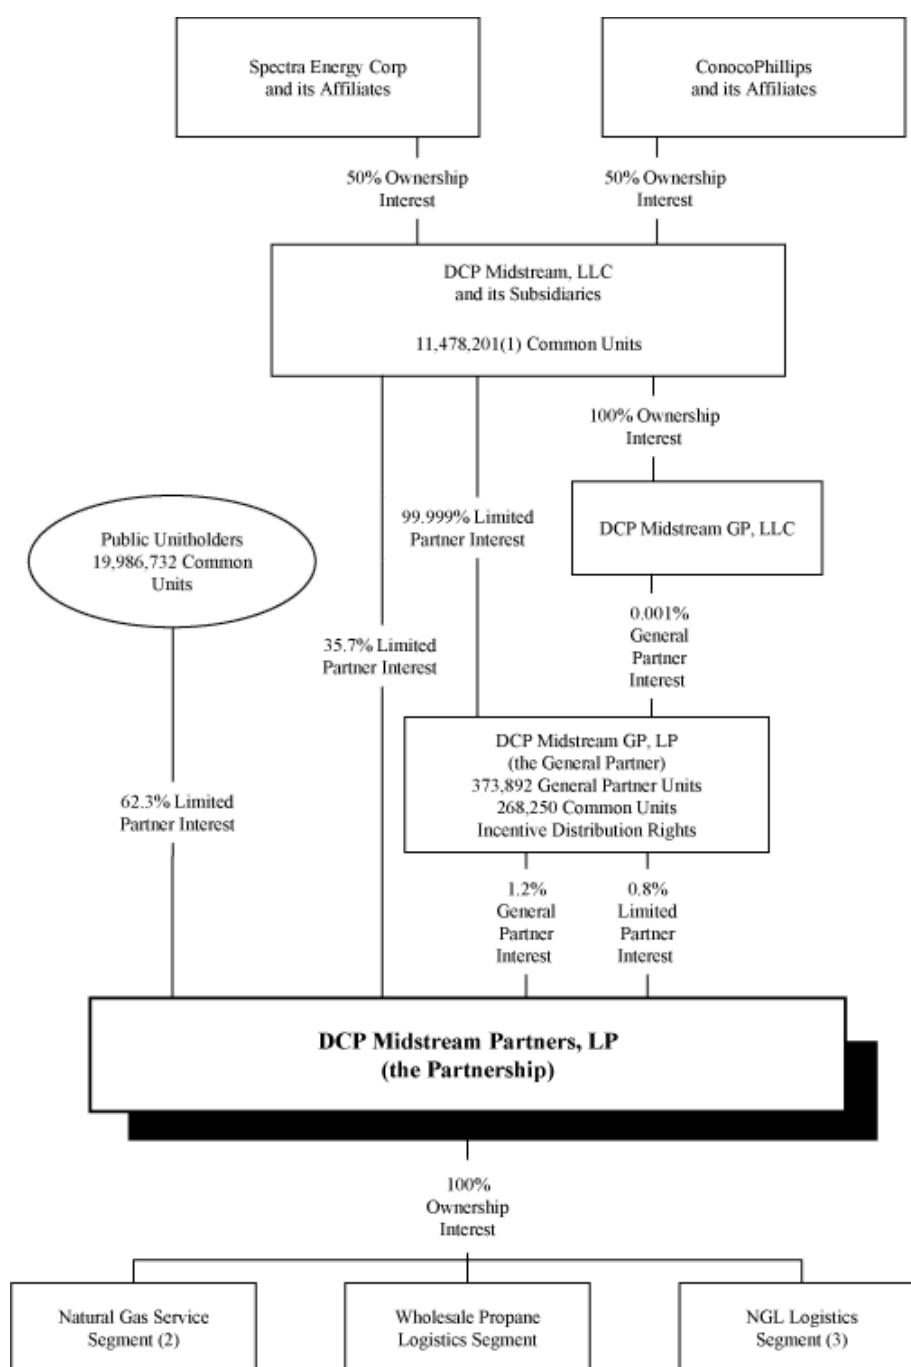 Spectra Energy Corp
and its Affiliates
ConocoPhillips
and its Affiliates
50% Ownership
Interest
50% Ownership
Interest
DCP Midstream, LLC
and its Subsidiaries
11,478,201(1) Common Units
100% Ownership
Interest
99.999% Limited
Partner Interest
DCP Midstream GP, LLC
Public Unitholders
19,986,732 Common
Units
0.001%
General
Partner
Interest
35.7% Limited
Partner Interest
DCP Midstream GP, LP
(the General Partner)
373,892 General Partner Units
268,250 Common Units
Incentive Distribution Rights
62.3% Limited
Partner Interest
1.2%
General
Partner
Interest
0.8%
Limited
Partner
Interest
DCP Midstream Partners, LP
(the Partnership)
100%
Ownership
Interest
Natural Gas Service
Segment (2)
Wholesale Propane
Logistics Segment
NGL Logistics
Segment (3)